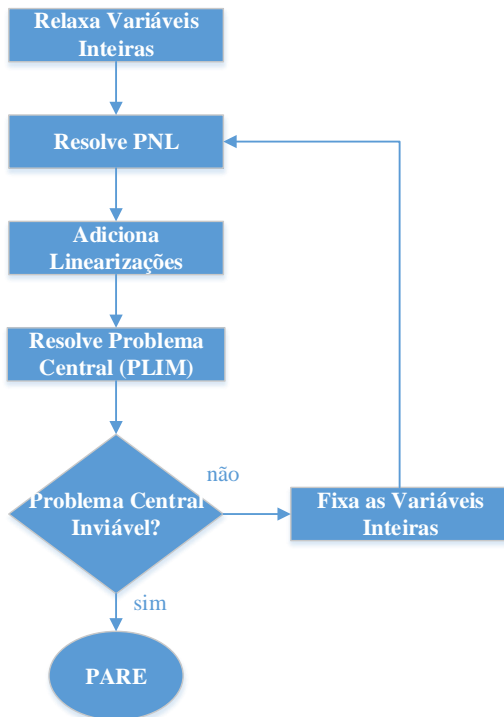 Relaxa Variáveis
Inteiras
Resolve PNL
Adiciona
Linearizações
Resolve Problema
Central (PLIM)
não
Problema Central
Inviável?
Fixa as Variáveis
Inteiras
sim
PARE